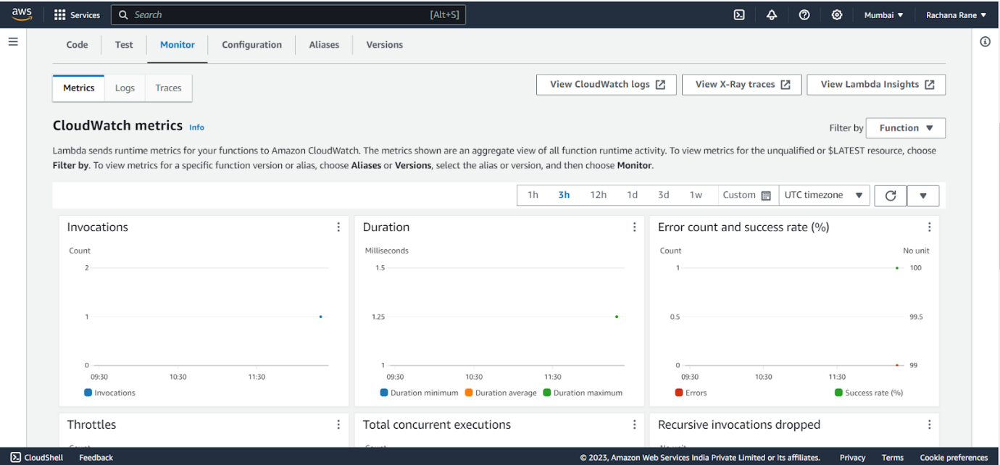 aws Services Search [Alt+S] Mumbai Rachana Rane
Code Test Monitor Configuration Aliases Versions
Metrics Logs Traces View CloudWatch logs View X-Ray traces View Lambda Insights
CloudWatch metrics Info Filter by Function
Lambda sends runtime metrics for your functions to Amazon CloudWatch. The metrics shown are an aggregate view of all function runtime activity. To view metrics for the unqualified or $LATEST resource, choose
Filter by. To view metrics for a specific function version or alias, choose Aliases or Versions, select the alias or version, and then choose Monitor.
1h 3h 12h 1d 3d 1w Custom UTC timezone
Invocations
Count
2
1
0
09:30 10:30 11:30
Invocations
Duration
Milliseconds
1.5
1.25
1
09:30 10:30 11:30
Duration minimum Duration average Duration maximum
Error count and success rate (%)
Count No unit
1 100
0.5 99.5
0 99
09:30 10:30 11:30
Errors Success rate (%)
Throttles
Count
Total concurrent executions
Count
Recursive invocations dropped
No unit
CloudShell Feedback © 2023, Amazon Web Services India Private Limited or its affiliates. Privacy Terms Cookie preferences